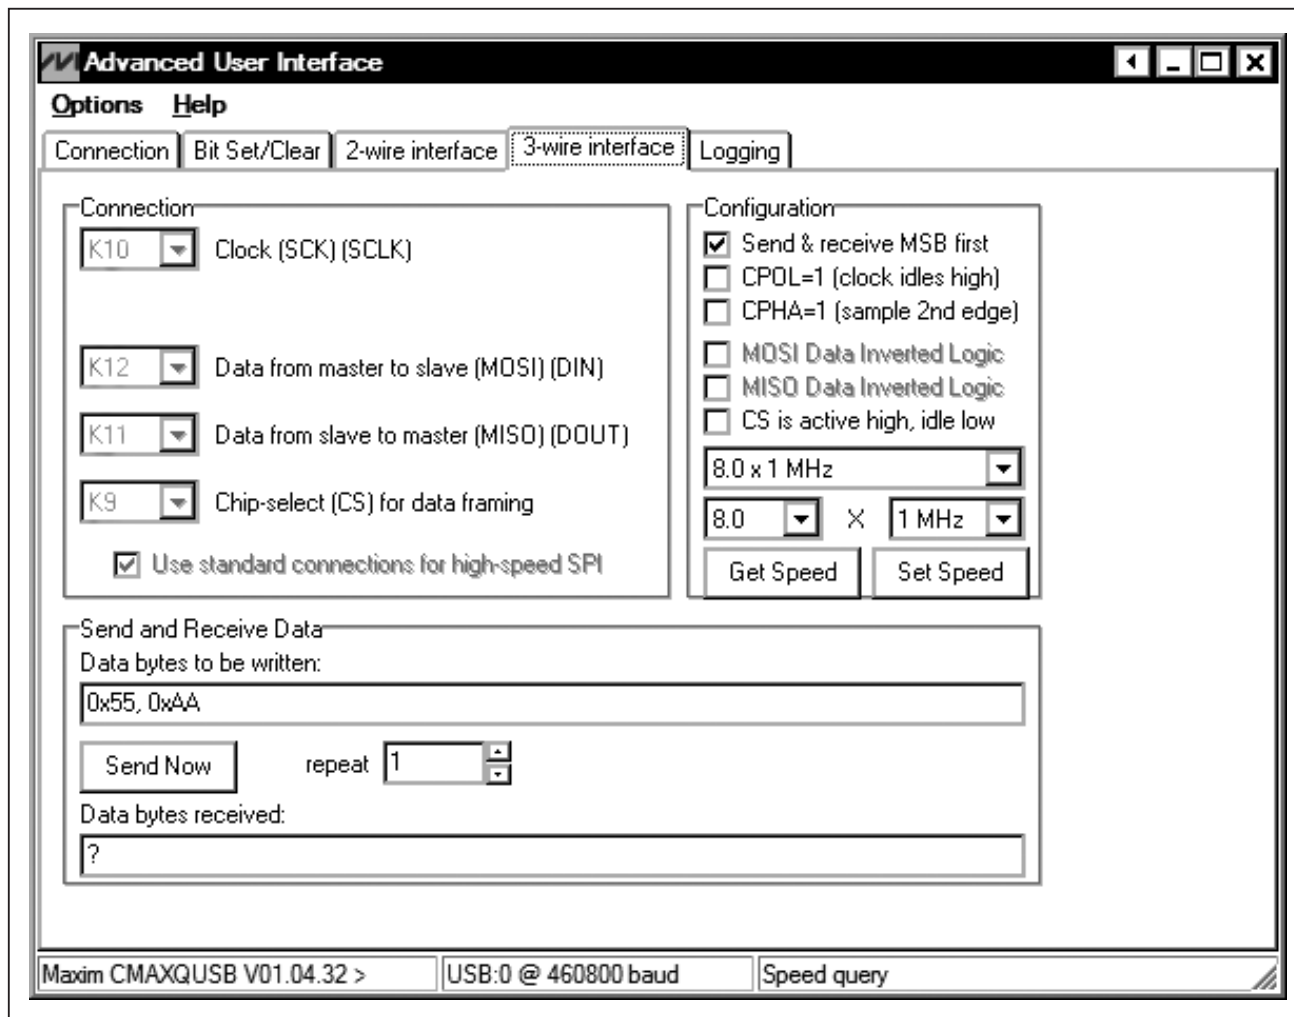 Advanced User Interface
Options Help
Connection Bit Set/Clear 2-wire interface 3-wire interface Logging
Connection
K10 Clock (SCK) (SCLK)
K12 Data from master to slave (MOSI) (DIN)
K11 Data from slave to master (MISO) (DOUT)
K9 Chip-select (CS) for data framing
Use standard connections for high-speed SPI
Configuration
Send & receive MSB first
CPOL=1 (clock idles high)
CPHA=1 (sample 2nd edge)
MOSI Data Inverted Logic
MISO Data Inverted Logic
CS is active high, idle low
8.0 x 1 MHz
8.0 X 1 MHz
Get Speed Set Speed
Send and Receive Data
Data bytes to be written:
0x55, 0xAA
Send Now repeat 1
Data bytes received:
?
Maxim CMAXQUSB V01.04.32 > USB:0 @ 460800 baud Speed query